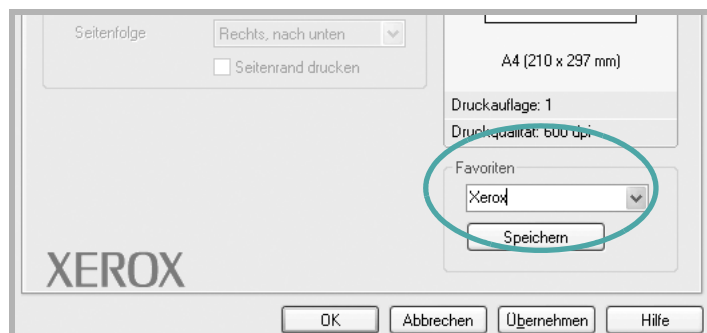 Seitenfolge
Rechts, nach unten
Seitenrand drucken
A4 (210 x 297 mm)
Druckauflage: 1
Druckqualität: 600 dpi
Favoriten
Xerox
Speichern
XEROX
OK
Abbrechen
Übernehmen
Hilfe